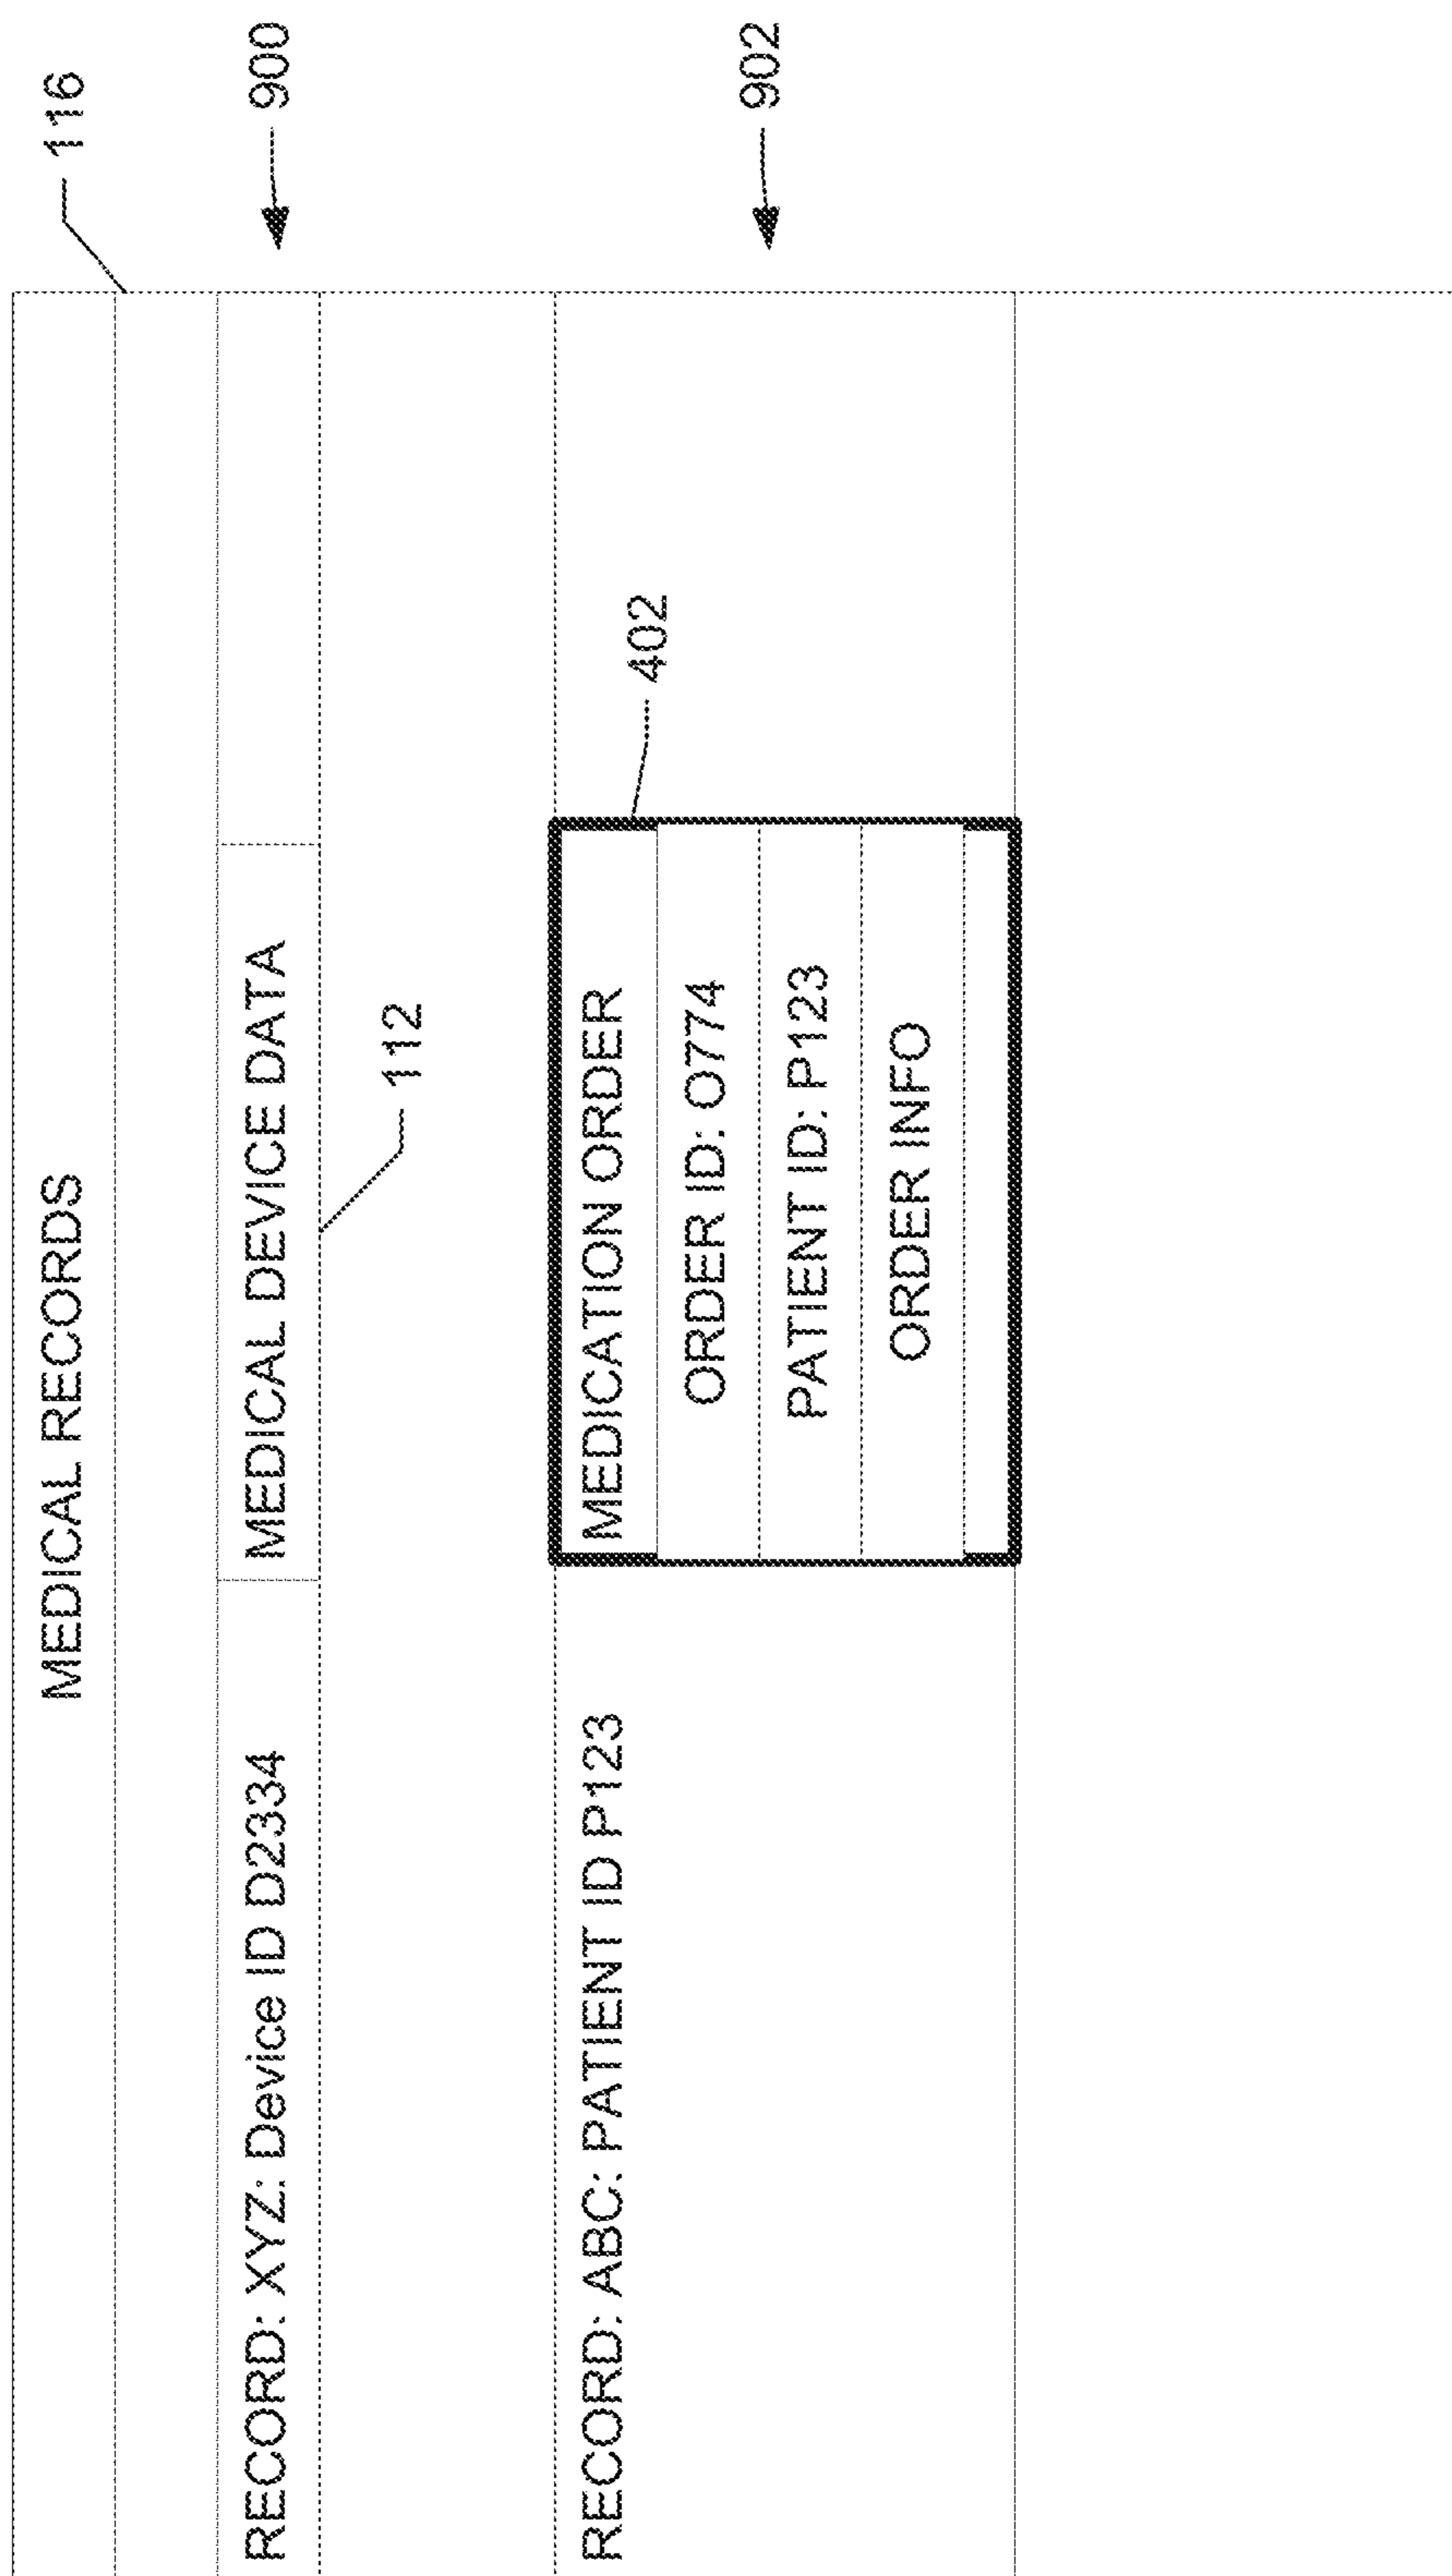 MEDICAL RECORDS
116
RECORD: XYZ: Device ID D2334
MEDICAL DEVICE DATA
900
112
RECORD: ABC: PATIENT ID P123
MEDICATION ORDER
402
ORDER ID: O774
PATIENT ID: P123
902
ORDER INFO